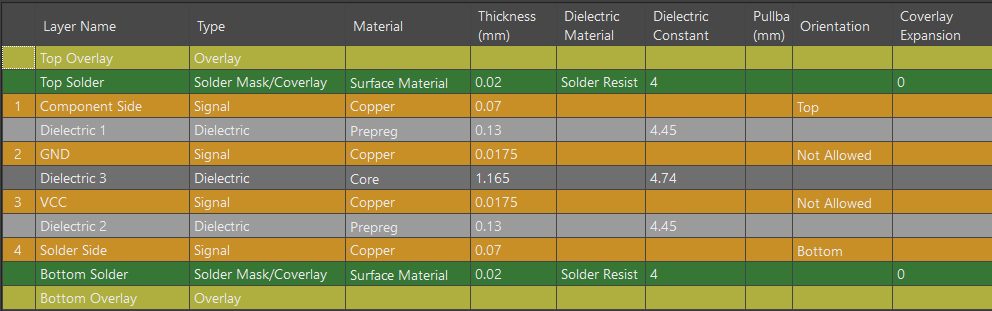 Layer Name Type Material Thickness (mm) Dielectric Material Dielectric Constant Pullba (mm) Orientation Coverlay Expansion
Top Overlay Overlay
Top Solder Solder Mask/Coverlay Surface Material 0.02 Solder Resist 4 0
1 Component Side Signal Copper 0.07 Top
Dielectric 1 Dielectric Prepreg 0.13 4.45
2 GND Signal Copper 0.0175 Not Allowed
Dielectric 3 Dielectric Core 1.165 4.74
3 VCC Signal Copper 0.0175 Not Allowed
Dielectric 2 Dielectric Prepreg 0.13 4.45
4 Solder Side Signal Copper 0.07 Bottom
Bottom Solder Solder Mask/Coverlay Surface Material 0.02 Solder Resist 4 0
Bottom Overlay Overlay